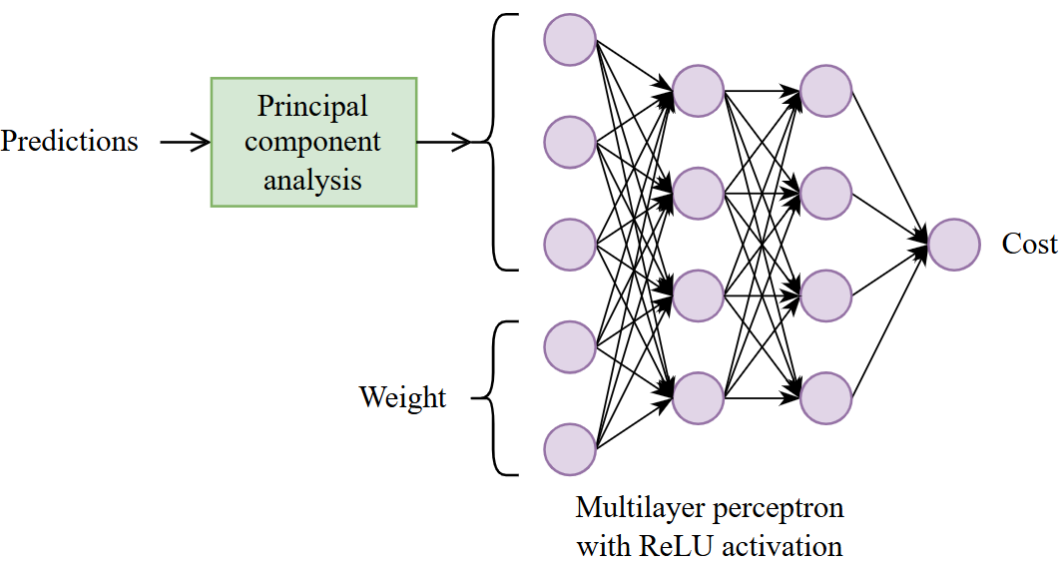 Predictions
Principal
component
analysis
Weight
Cost
Multilayer perceptron
with ReLU activation